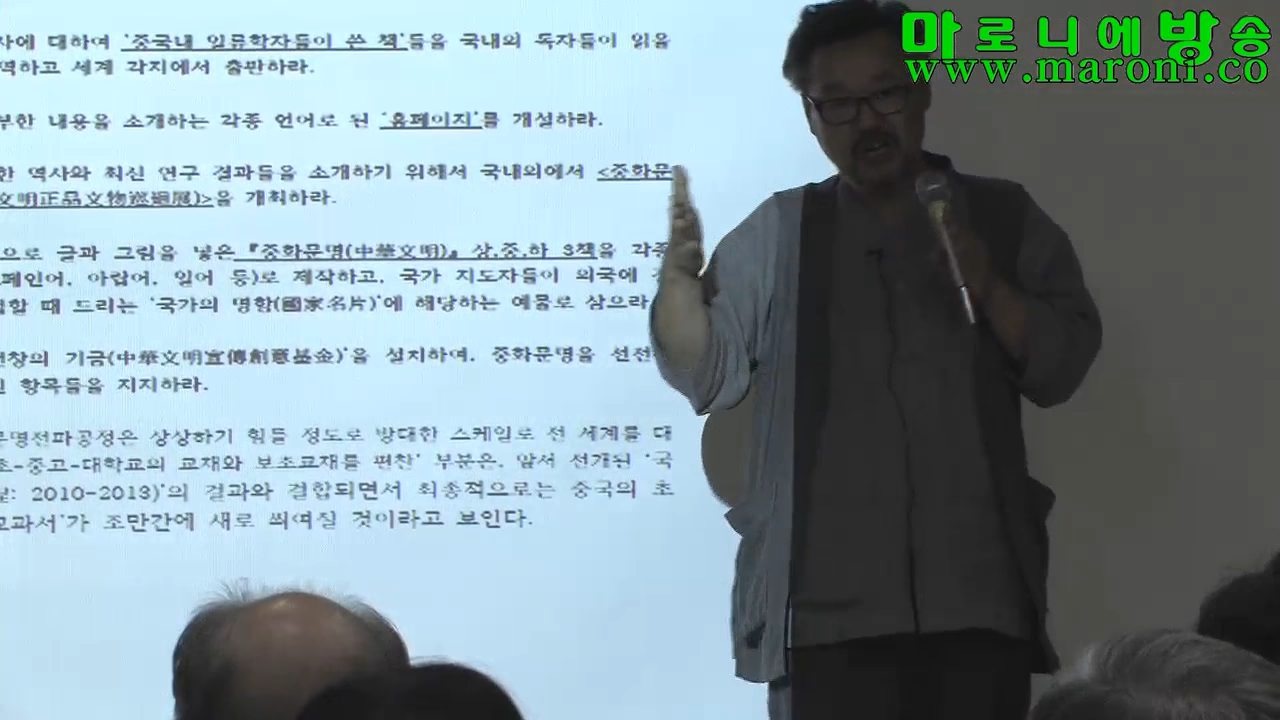 마로니에방송
www.maroni.co
사에 대하여 '중국내 일류학자들이 쓴 책'들을 국내외 독자들이 읽을
역하고 세계 각지에서 출판하라.
부한 내용을 소개하는 각종 언어로 된 '홈페이지'를 개설하라.
한 역사와 최신 연구 결과들을 소개하기 위해서 국내외에서 <중화문
文明正品文物巡廻展)>을 개최하라.
으로 글과 그림을 넣은 『중화문명(中華文明)』 상.중.하 3책을 각종
페인어, 아랍어, 일어 등)로 제작하고, 국가 지도자들이 외국에
할 때 드리는 '국가의 명함(國家名片)'에 해당하는 예물로 삼으라
전창의 기금(中華文明宣傳創意基金)'을 설치하여, 중화문명을 선전
항목들을 지지하라.
문명전파공정은 상상하기 힘들 정도로 방대한 스케일로 전 세계를 대
초-중고-대학교의 교재와 보조교재를 편찬' 부분은, 앞서 전개된 '국
: 2010-2013)'의 결과와 결합되면서 최종적으로는 중국의 초
교과서'가 조만간에 새로 씌여질 것이라고 보인다.